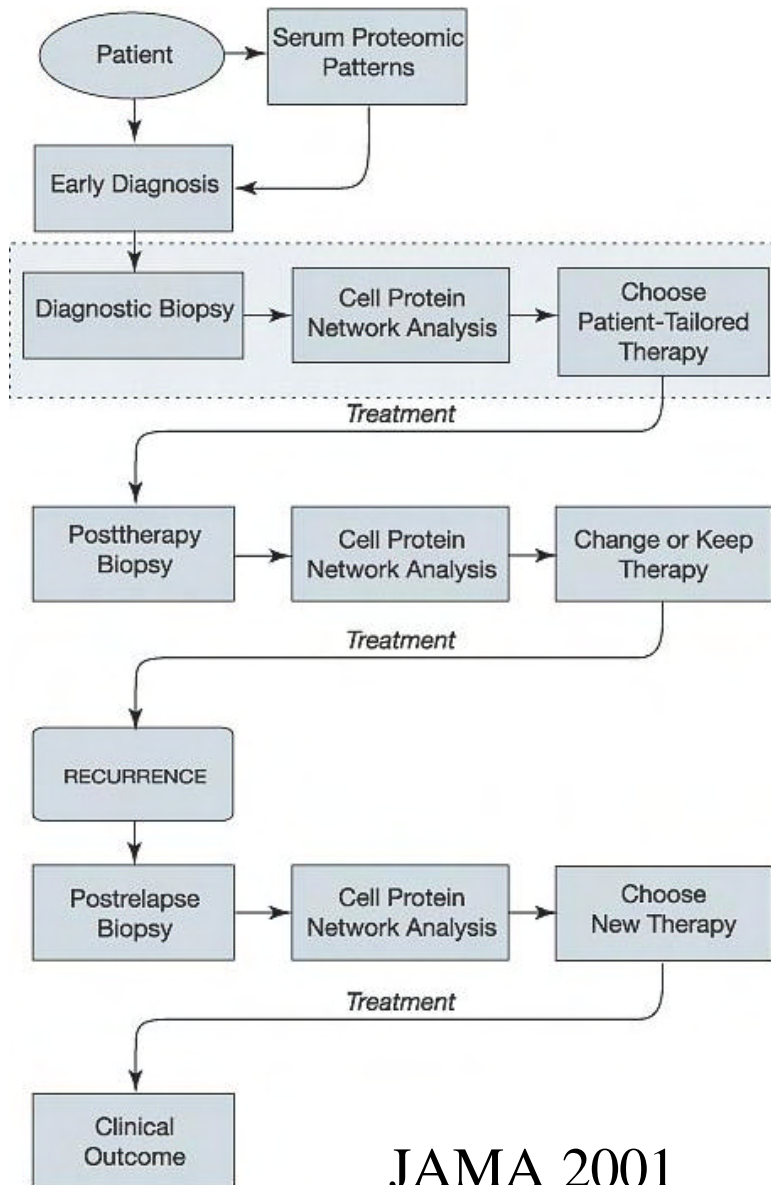 Patient
Serum Proteomic
Patterns
Early Diagnosis
Diagnostic Biopsy
Cell Protein
Network Analysis
Choose
Patient-Tailored
Therapy
Treatment
Posttherapy
Biopsy
Cell Protein
Network Analysis
Change or Keep
Therapy
Treatment
RECURRENCE
Postrelapse
Biopsy
Cell Protein
Network Analysis
Choose
New Therapy
Treatment
Clinical
Outcome
JAMA 2001